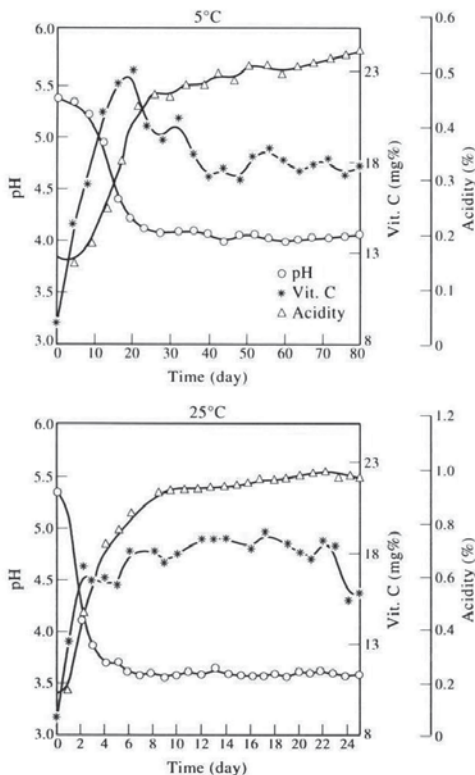 5°C
6.0
5.5
5.0
4.5
4.0
3.5
3.0
pH
23
18
13
8
Vit. C (mg%)
0.6
0.5
0.4
0.3
0.2
0.1
0
Acidity (%)
pH
Vit. C
Acidity
0 10 20 30 40 50 60 70 80
Time (day)
25°C
6.0
5.5
5.0
4.5
4.0
3.5
3.0
pH
23
18
13
8
Vit. C (mg%)
1.2
1.0
0.8
0.6
0.4
0.2
0
Acidity (%)
0 2 4 6 8 10 12 14 16 18 20 22 24
Time (day)